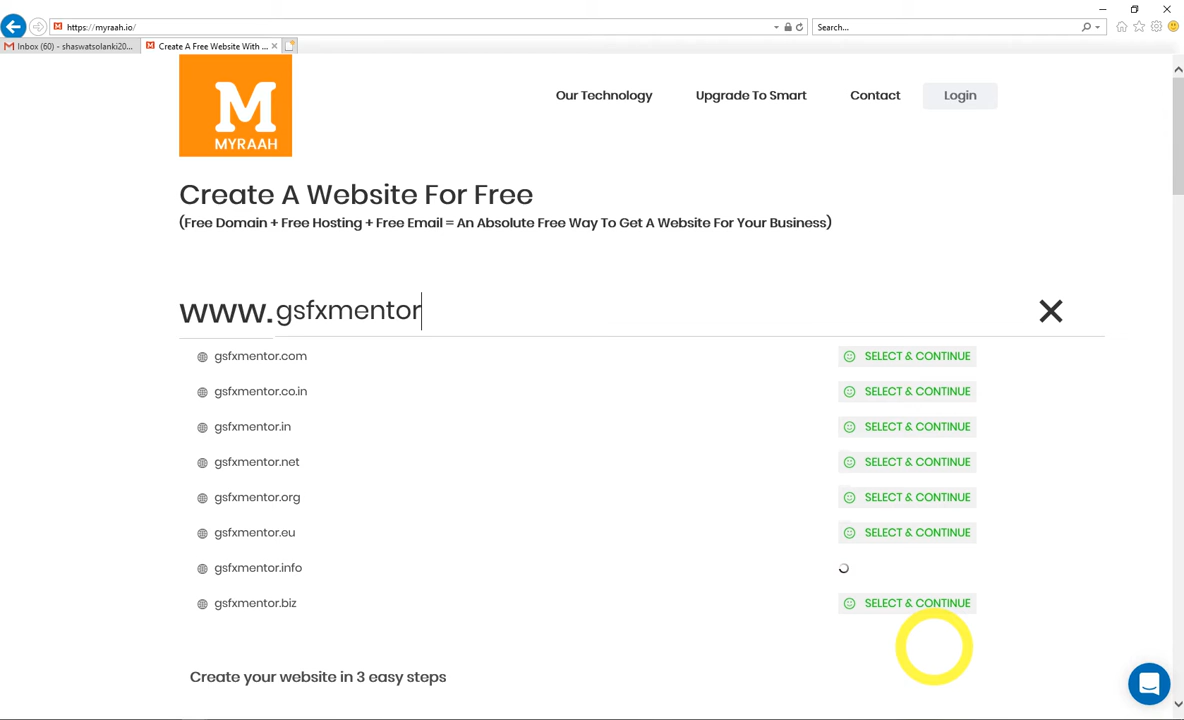 https://myraah.io/
Search...
Inbox (60) - shaswatsolanki20...
Create A Free Website With ...
M
MYRAAH
Our Technology
Upgrade To Smart
Contact
Login
Create A Website For Free
(Free Domain + Free Hosting + Free Email = An Absolute Free Way To Get A Website For Your Business)
www.gsfxmentor
gsfxmentor.com SELECT & CONTINUE
gsfxmentor.co.in SELECT & CONTINUE
gsfxmentor.in SELECT & CONTINUE
gsfxmentor.net SELECT & CONTINUE
gsfxmentor.org SELECT & CONTINUE
gsfxmentor.eu SELECT & CONTINUE
gsfxmentor.info
gsfxmentor.biz SELECT & CONTINUE
Create your website in 3 easy steps